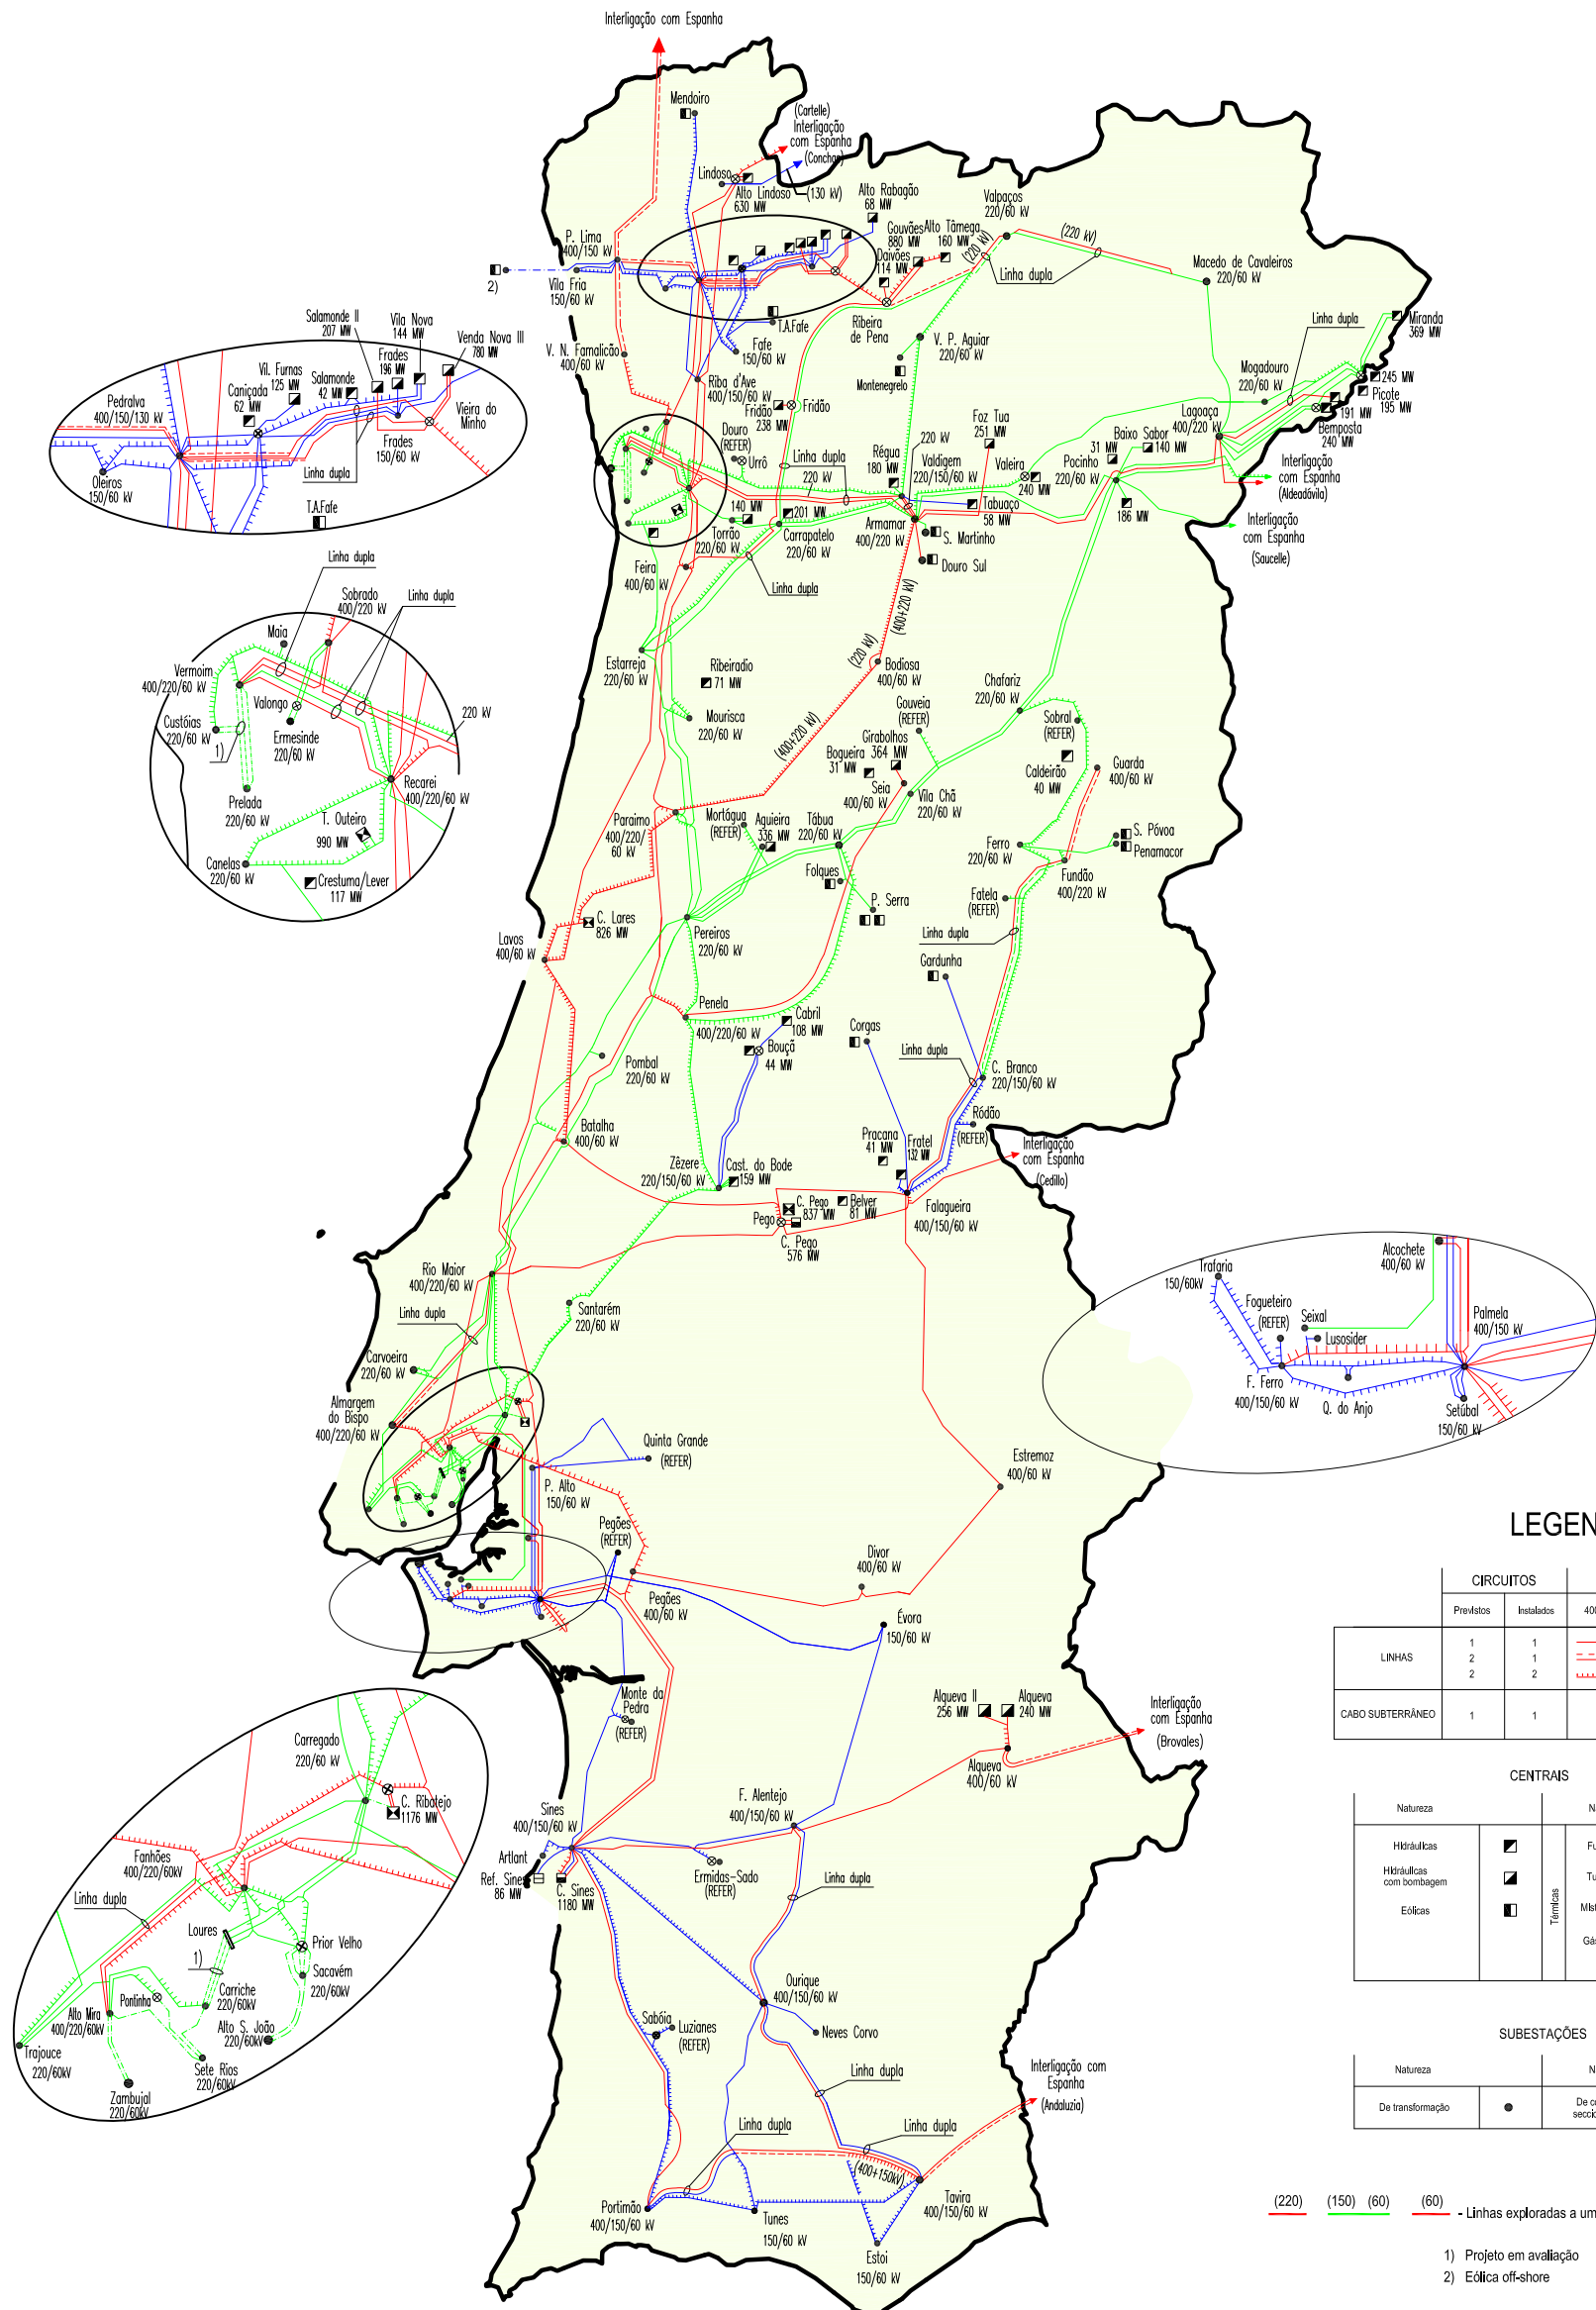 Interligação com Espanha
Mendoiro
(Cartelle)
Interligação
com Espanha
(Conchas)
Lindoso
Alto Lindoso
630 MW
(130 kV)
Alto Rabagão
68 MW
Valpaços
220/60 kV
P. Lima
400/150 kV
Gouvães
880 MW
Alto Tâmega
160 MW
(220 kV)
(220 kV)
Daivões
114 MW
Linha dupla
Macedo de Cavaleiros
220/60 kV
2)
Vila Fria
150/60 kV
T.A.Fafe
Ribeira
de Pena
Linha dupla
Miranda
369 MW
V. N. Famalicão
400/60 kV
Fafe
150/60 kV
V. P. Aguiar
220/60 kV
Montenegrelo
Riba d'Ave
400/150/60 kV
Mogadouro
220/60 kV
245 MW
Picote
195 MW
191 MW
Bemposta
240 MW
Fridão
238 MW
Fridão
Foz Tua
251 MW
Lagoaça
400/220 kV
Douro
(REFER)
Urrô
Linha dupla
220 kV
Régua
180 MW
220 kV
Valdigem
220/150/60 kV
Valeira
240 MW
Baixo Sabor
31 MW
140 MW
Pocinho
220/60 kV
186 MW
Interligação
com Espanha
(Aldeadóvila)
Interligação
com Espanha
(Saucelle)
Tabuaço
58 MW
140 MW
Torrão
220/60 kV
201 MW
Carrapatelo
220/60 kV
Armamar
400/220 kV
S. Martinho
Douro Sul
Feira
400/60 kV
Linha dupla
(400+220 kV)
(220 kV)
Estarreja
220/60 kV
Ribeiradio
71 MW
Bodiosa
400/60 kV
Chafariz
220/60 kV
Mourisca
220/60 kV
(400+220 kV)
Gouveia
(REFER)
Sobral
(REFER)
Girabolhos
364 MW
Bogueira
31 MW
Caldeirão
40 MW
Guarda
400/60 kV
Seia
400/60 kV
Vila Chã
220/60 kV
Paraimo
400/220/
60 kV
Mortágua
(REFER)
Aguieira
336 MW
Tábua
220/60 kV
Ferro
220/60 kV
S. Póvoa
Penamacor
Folques
Fundão
400/220 kV
P. Serra
Fatela
(REFER)
C. Lares
826 MW
Lavos
400/60 kV
Pereiros
220/60 kV
Linha dupla
Gardunha
Penela
400/220/60 kV
Cabril
108 MW
Corgas
Bouçã
44 MW
Linha dupla
Pombal
220/60 kV
C. Branco
220/150/60 kV
Batalha
400/60 kV
Ródão
(REFER)
Pracana
41 MW
Fratel
132 MW
Interligação
com Espanha
(Cedillo)
Zêzere
220/150/60 kV
Cast. do Bode
159 MW
C. Pego
837 MW
Belver
81 MW
Falagueira
400/150/60 kV
Pego
C. Pego
576 MW
Rio Maior
400/220/60 kV
Linha dupla
Santarém
220/60 kV
Carvoeira
220/60 kV
Almargem
do Bispo
400/220/60 kV
Quinta Grande
(REFER)
P. Alto
150/60 kV
Estremoz
400/60 kV
Pegões
(REFER)
Divor
400/60 kV
Pegões
400/60 kV
Évora
150/60 kV
Monte da
Pedra
(REFER)
Alqueva II
256 MW
Alqueva
240 MW
Interligação
com Espanha
(Brovales)
Alqueva
400/60 kV
Sines
400/150/60 kV
F. Alentejo
400/150/60 kV
Artlant
Ref. Sines
86 MW
C. Sines
1180 MW
Ermidas-Sado
(REFER)
Linha dupla
Ourique
400/150/60 kV
Sabóia
Luzianes
(REFER)
Neves Corvo
Linha dupla
Interligação com
Espanha
(Andaluzia)
Linha dupla
Linha dupla
(400+150kV)
Portimão
400/150/60 kV
Tunes
150/60 kV
Tavira
400/150/60 kV
Estoi
150/60 kV
Salamonde II
207 MW
Vila Nova
144 MW
Venda Nova III
780 MW
Pedralva
400/150/130 kV
Vil. Furnas
125 MW
Caniçada
62 MW
Salamonde
42 MW
Frades
196 MW
Vieira do
Minho
Frades
150/60 kV
Linha dupla
Oleiros
150/60 kV
T.A.Fafe
Linha dupla
Sobrado
400/220 kV
Linha dupla
Maia
Vermoim
400/220/60 kV
Valongo
220 kV
Custóias
220/60 kV
1)
Ermesinde
220/60 kV
Prelada
220/60 kV
Recarei
400/220/60 kV
T. Outeiro
990 MW
Canelas
220/60 kV
Crestuma/Lever
117 MW
Alcochete
400/60 kV
Trafaria
150/60kV
Fogueteiro
(REFER)
Seixal
Lusosider
Palmela
400/150 kV
F. Ferro
400/150/60 kV
Q. do Anjo
Setúbal
150/60 kV
Carregado
220/60 kV
C. Ribatejo
1176 MW
Fanhões
400/220/60kV
Linha dupla
Loures
1)
Prior Velho
Sacavém
220/60kV
Pontinha
Carriche
220/60kV
Alto Mira
400/220/60kV
Alto S. João
220/60kV
Trajouce
220/60kV
Sete Rios
220/60kV
Zambujal
220/60kV
LEGEN
CIRCUITOS
Previstos
Instalados
400
LINHAS
1 1
2 1
2 2
CABO SUBTERRÂNEO
1 1
CENTRAIS
Natureza
N
Hidráulicas
Fu
Hidráulicas
com bombagem
Tu
Eólicas
Térmicas
Mist
Gás
SUBESTAÇÕES
Natureza
N
De transformação
De c
secci
(220) (150) (60) (60) - Linhas exploradas a um
1) Projeto em avaliação
2) Eólica off-shore